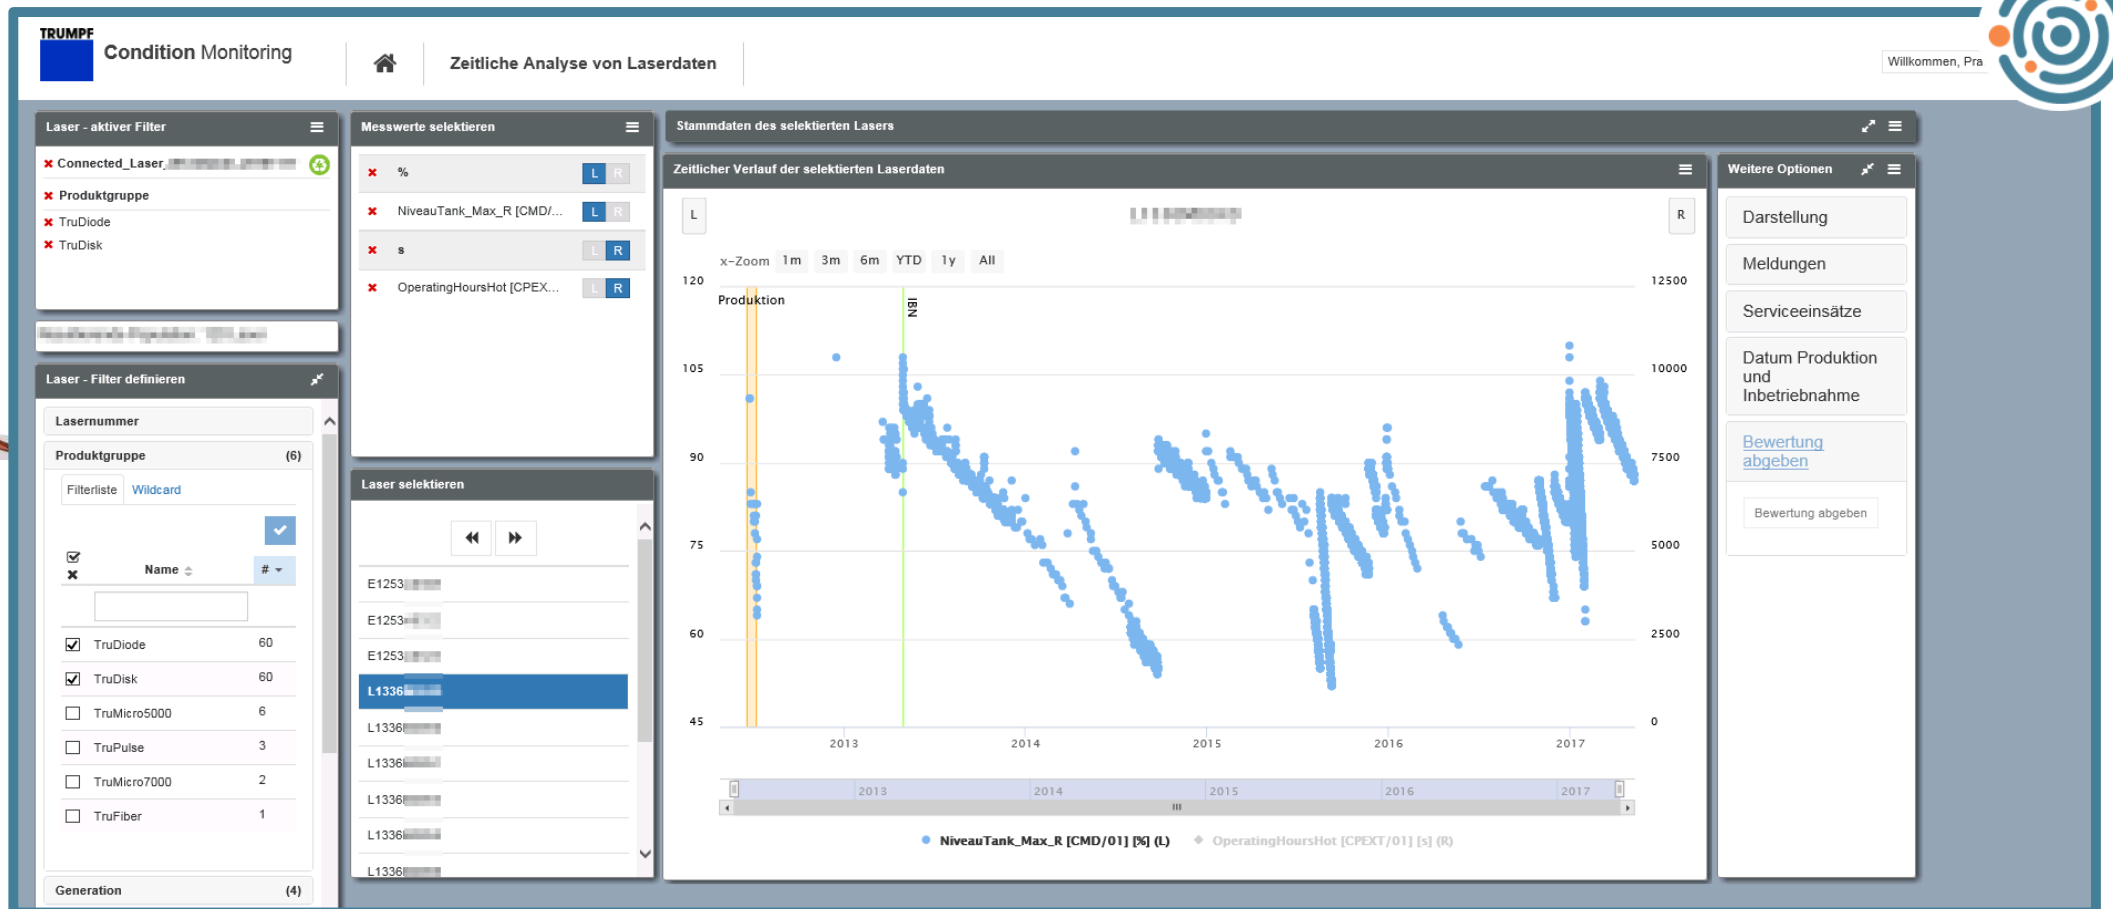 TRUMPF
Condition Monitoring
Zeitliche Analyse von Laserdaten
Willkommen, Pra
Laser - aktiver Filter
Connected_Laser_
Produktgruppe
TruDiode
TruDisk
Laser - Filter definieren
Lasernummer
Produktgruppe (6)
Filterliste Wildcard
Name #
TruDiode 60
TruDisk 60
TruMicro5000 6
TruPulse 3
TruMicro7000 2
TruFiber 1
Generation (4)
Messwerte selektieren
% L R
NiveauTank_Max_R [CMD/... L R
s L R
OperatingHoursHot [CPEX... L R
Laser selektieren
E1253
E1253
E1253
L1336
L1336
L1336
L1336
L1336
L1336
Stammdaten des selektierten Lasers
Zeitlicher Verlauf der selektierten Laserdaten
L R
x-Zoom 1m 3m 6m YTD 1y All
120 12500
Produktion
IBN
105 10000
90 7500
75 5000
60 2500
45 0
2013 2014 2015 2016 2017
2013 2014 2015 2016 2017
NiveauTank_Max_R [CMD/01] [%] (L) OperatingHoursHot [CPEXT/01] [s] (R)
Weitere Optionen
Darstellung
Meldungen
Serviceeinsätze
Datum Produktion
und
Inbetriebnahme
Bewertung
abgeben
Bewertung abgeben